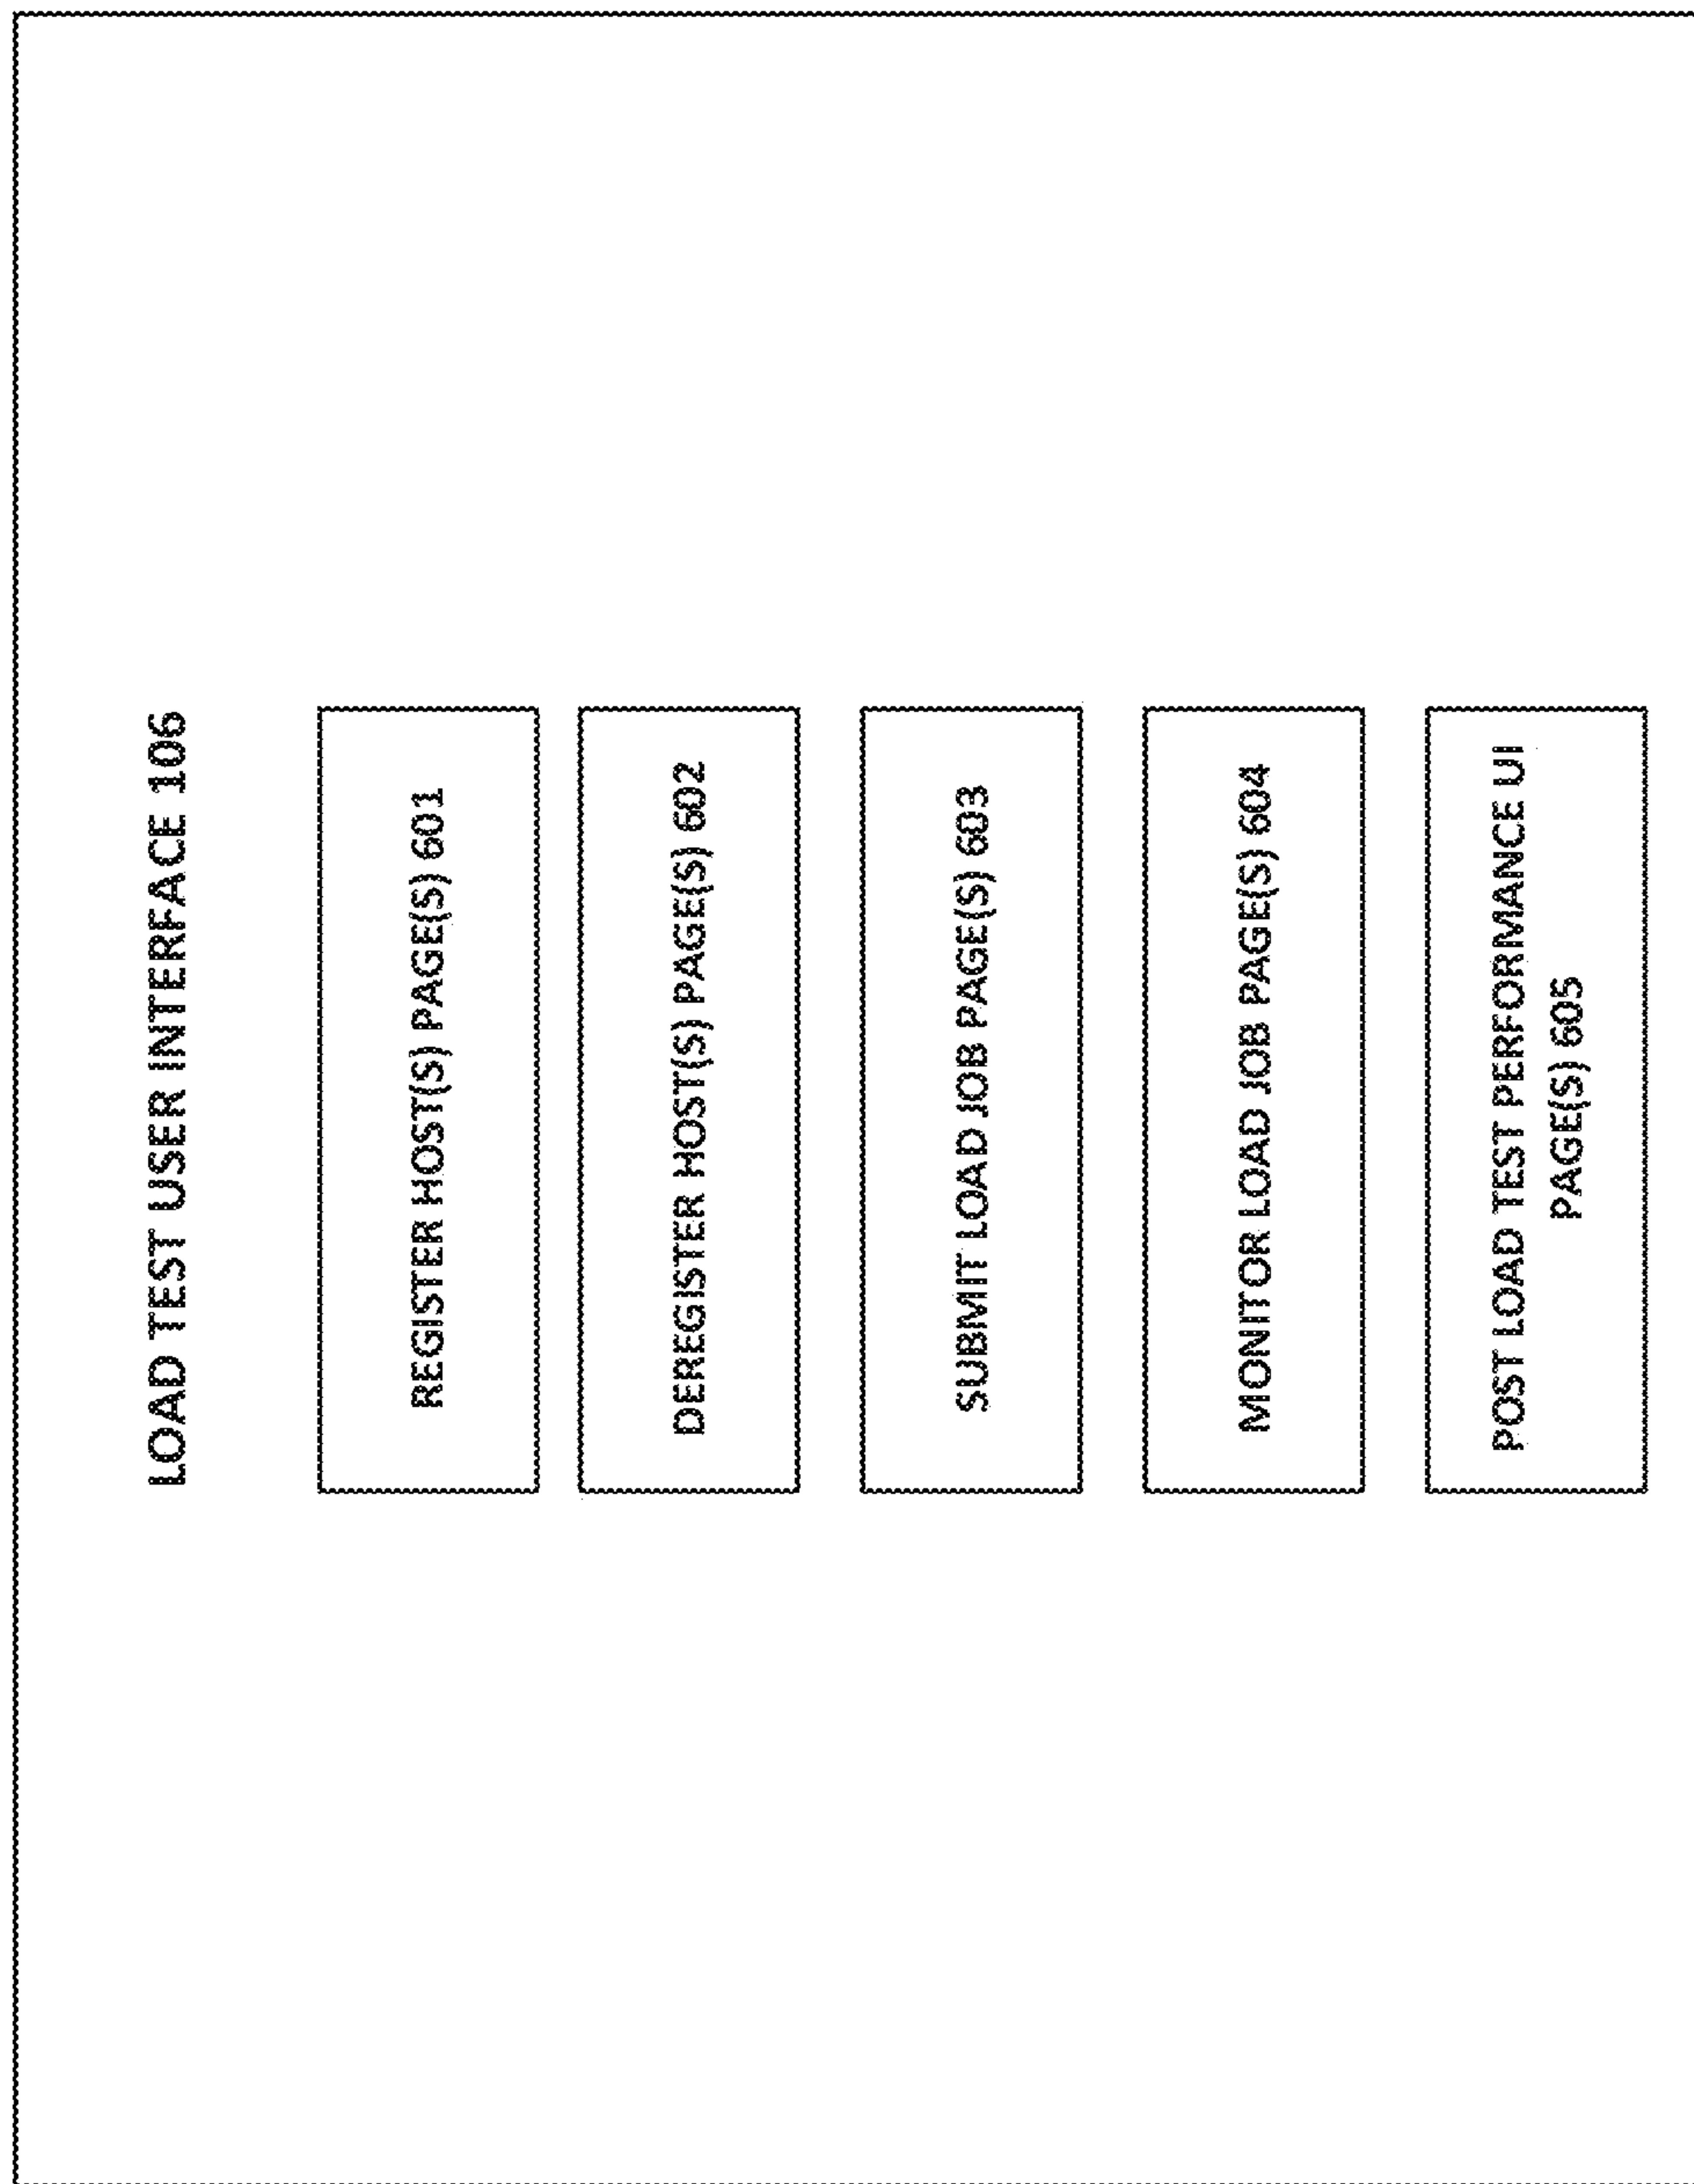 LOAD TEST USER INTERFACE 106
REGISTER HOST(S) PAGE(S) 601
DEREGISTER HOST(S) PAGE(S) 602
SUBMIT LOAD JOB PAGE(S) 603
MONITOR LOAD JOB PAGE(S) 604
POST LOAD TEST PERFORMANCE UI
PAGE(S) 605